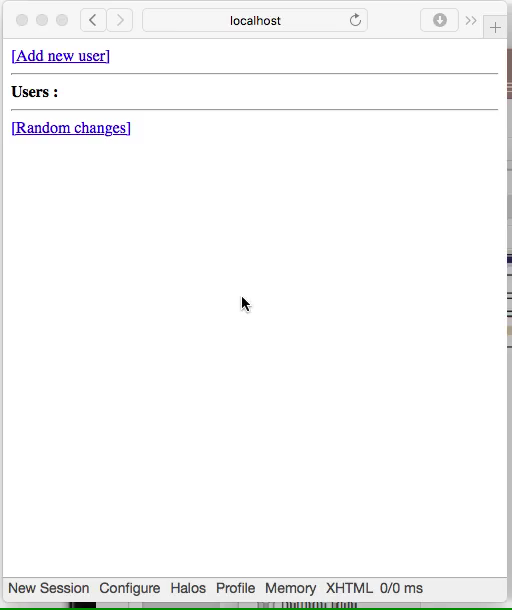 localhost
[Add new user]
Users :
[Random changes]
New Session Configure Halos Profile Memory XHTML 0/0 ms